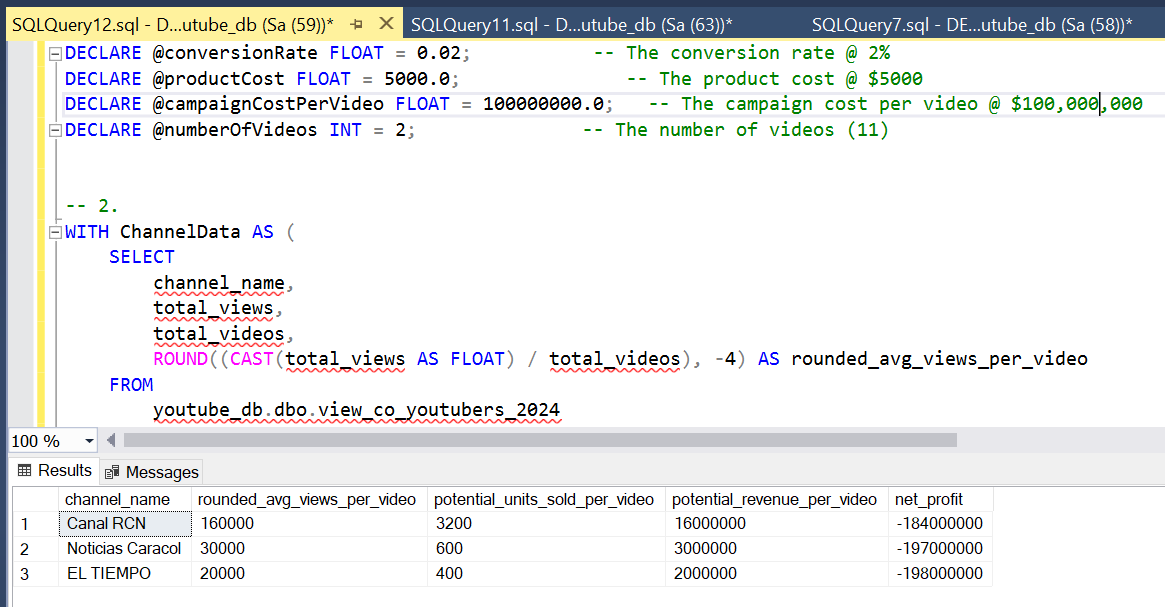 SQLQuery12.sql - D...utube_db (Sa (59))* SQLQuery11.sql - D...utube_db (Sa (63))* SQLQuery7.sql - DE...utube_db (Sa (58))*
DECLARE @conversionRate FLOAT = 0.02; -- The conversion rate @ 2%
DECLARE @productCost FLOAT = 5000.0; -- The product cost @ $5000
DECLARE @campaignCostPerVideo FLOAT = 100000000.0; -- The campaign cost per video @ $100,000,000
DECLARE @numberOfVideos INT = 2; -- The number of videos (11)
-- 2.
WITH ChannelData AS (
SELECT
channel_name,
total_views,
total_videos,
ROUND((CAST(total_views AS FLOAT) / total_videos), -4) AS rounded_avg_views_per_video
FROM
youtube_db.dbo.view_co_youtubers_2024
100 %
Results Messages
channel_name rounded_avg_views_per_video potential_units_sold_per_video potential_revenue_per_video net_profit
1 Canal RCN 160000 3200 16000000 -184000000
2 Noticias Caracol 30000 600 3000000 -197000000
3 EL TIEMPO 20000 400 2000000 -198000000